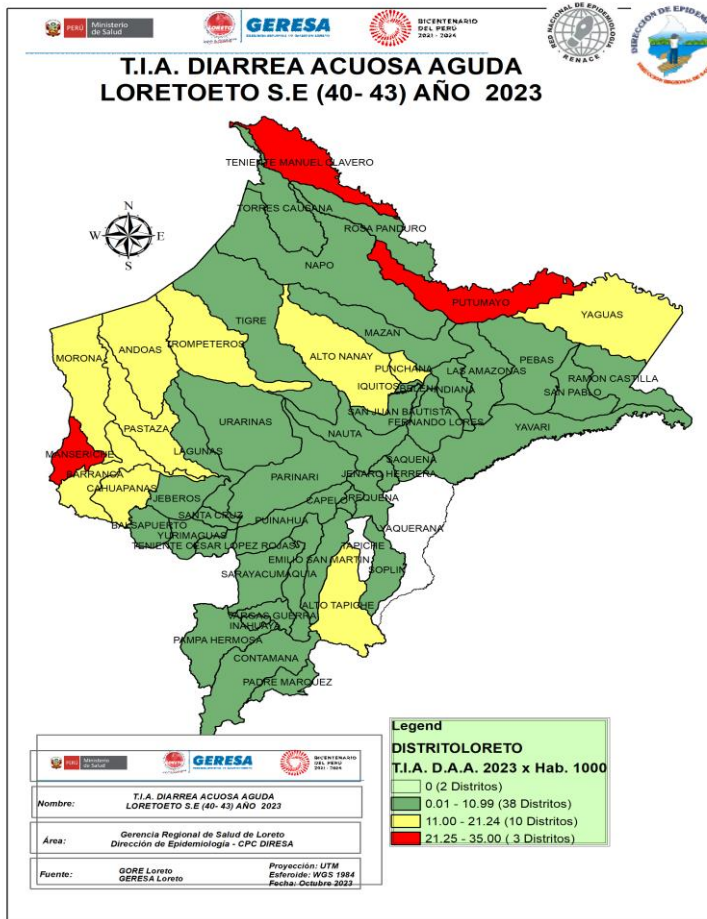 PERÚ Ministerio de Salud
GERESA
BICENTENARIO DEL PERÚ 2021 - 2024
RED NACIONAL DE EPIDEMIOLOGÍA
RENACE
T.I.A. DIARREA ACUOSA AGUDA
LORETOETO S.E (40- 43) AÑO 2023
N
W E
S
TENIENTE MANUEL CLAVERO
TORRES CAUSANA
ROSA PANDURO
NAPO
PUTUMAYO
YAGUAS
TIGRE
MAZAN
TROMPETEROS
ANDOAS
MORONA
ALTO NANAY
PUNCHANA
LAS AMAZONAS
PEBAS
RAMON CASTILLA
IQUITOS
INDIANA
SAN PABLO
SAN JUAN BAUTISTA
FERNANDO LORES
YAVARI
URARINAS
PASTAZA
NAUTA
MANSERICHE
LAGUNAS
SAQUENA
BARRANCA
PARINARI
JENARO HERRERA
CAHUAPANAS
JEBEROS
CAPELO
REQUENA
SANTA CRUZ
PUINAHUA
YAQUERANA
BALSAPUERTO
YURIMAGUAS
TENIENTE CESAR LOPEZ ROJAS
TAPICHE
EMILIO SAN MARTIN
SOPLIN
SARAYACU
MAQUIA
ALTO TAPICHE
VARGAS GUERRA
INAHUAYA
PAMPA HERMOSA
CONTAMANA
PADRE MARQUEZ
PERÚ Ministerio de Salud
GERESA
BICENTENARIO DEL PERÚ 2021 - 2024
Nombre: T.I.A. DIARREA ACUOSA AGUDA
LORETOETO S.E (40- 43) AÑO 2023
Área: Gerencia Regional de Salud de Loreto
Dirección de Epidemiología - CPC DIRESA
Fuente: GORE Loreto
GERESA Loreto
Proyección: UTM
Esferoide: WGS 1984
Fecha: Octubre 2023
Legend
DISTRITOLORETO
T.I.A. D.A.A. 2023 x Hab. 1000
0 (2 Distritos)
0.01 - 10.99 (38 Distritos)
11.00 - 21.24 (10 Distritos)
21.25 - 35.00 ( 3 Distritos)